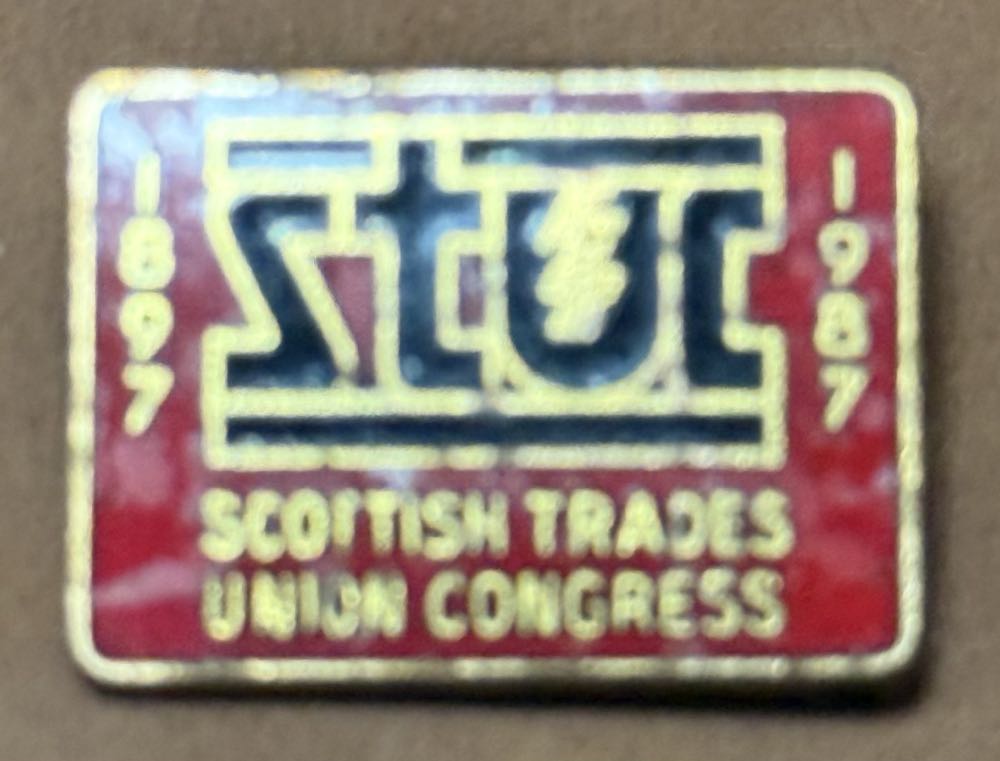 1897
stuc
1987
SCOTTISH TRADES
UNION CONGRESS